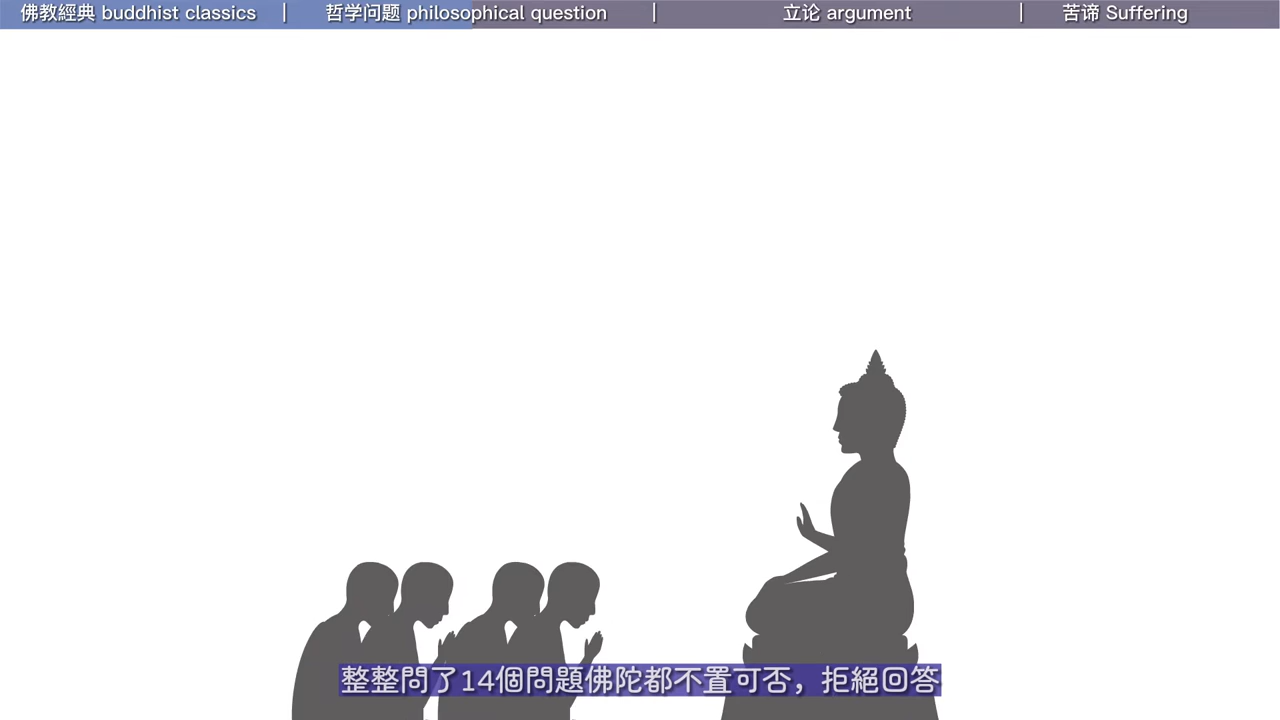 佛教經典 buddhist classics | 哲学问题 philosophical question | 立论 argument | 苦谛 Suffering
整整問了14個問題佛陀都不置可否，拒絕回答